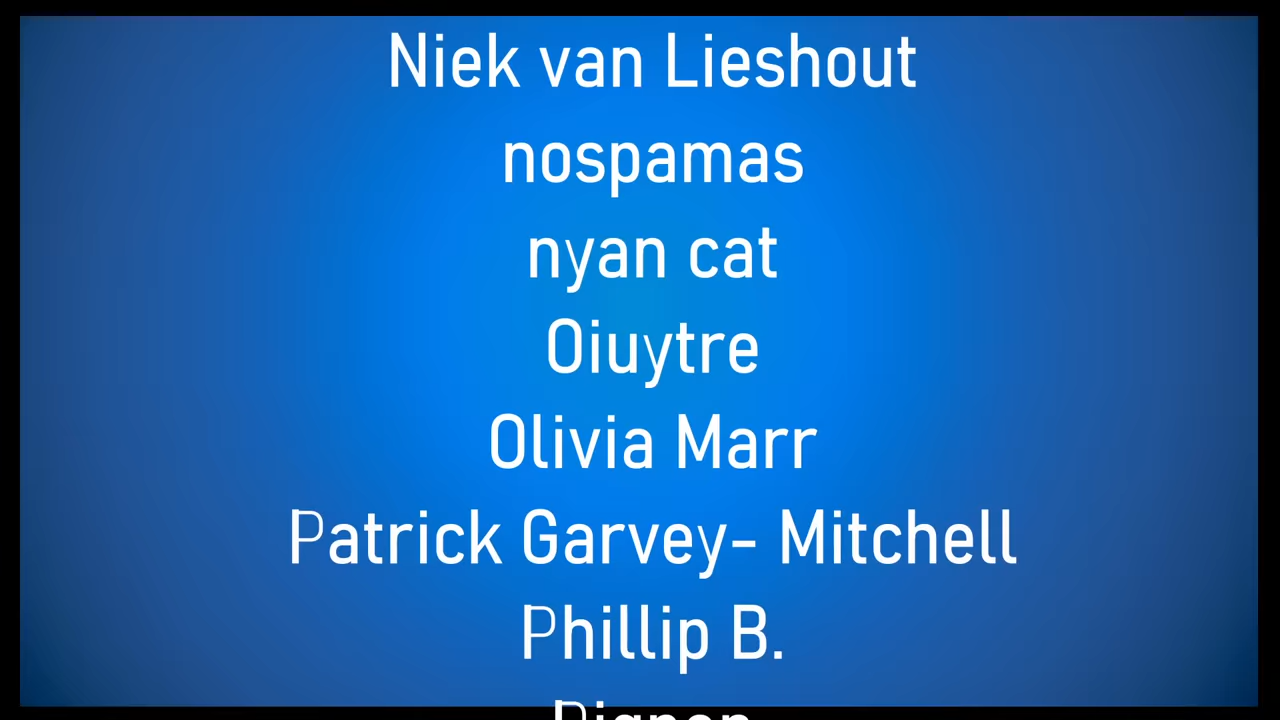 Niek van Lieshout
nospamas
nyan cat
Oiuytre
Olivia Marr
Patrick Garvey- Mitchell
Phillip B.